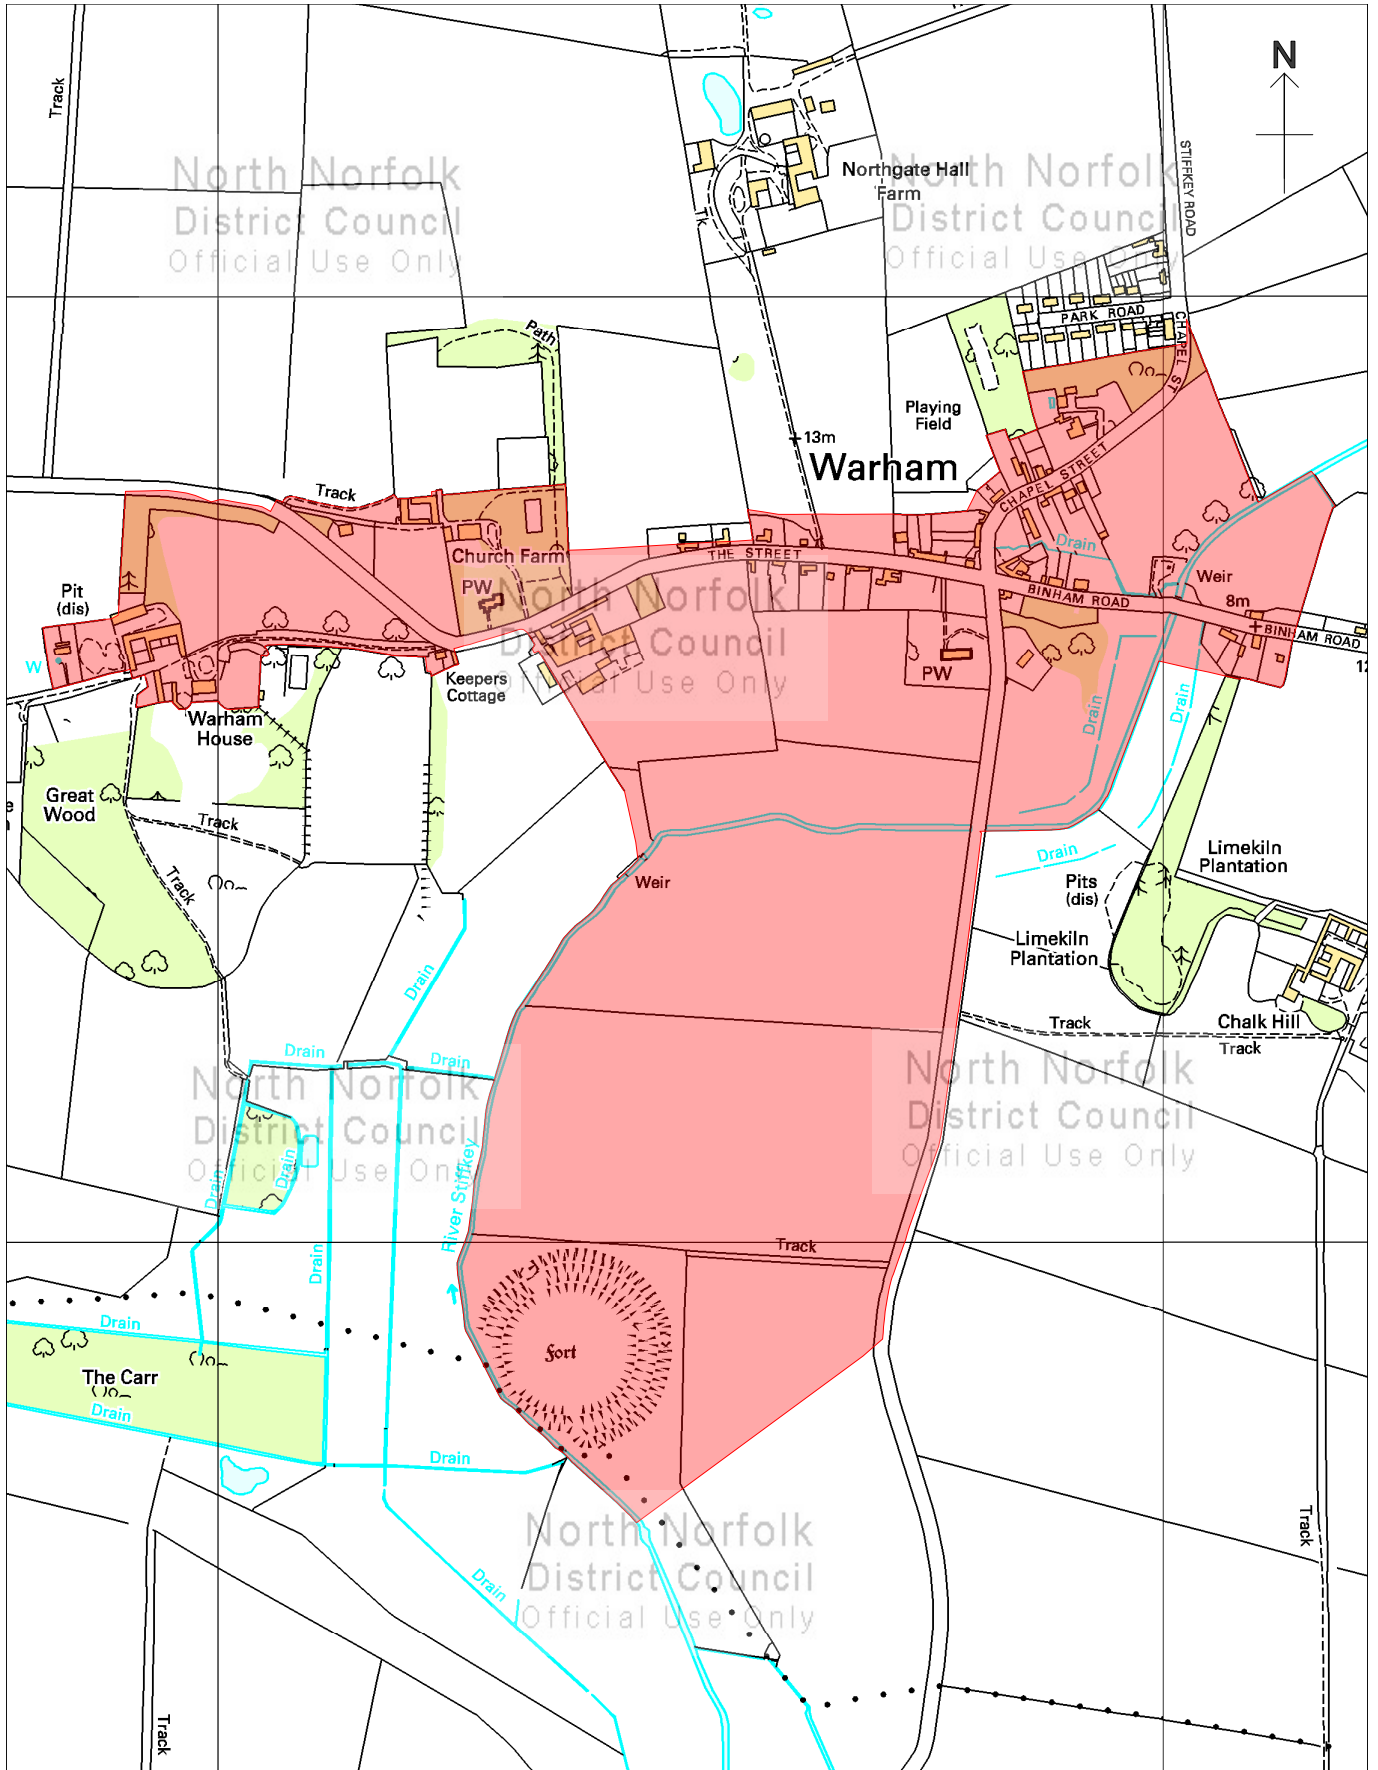 N
Track
STIFFKEY ROAD
North Norfolk
District Council
Official Use Only
North Norfolk
District Council
Official Use Only
Northgate Hall
Farm
Tk
PARK ROAD
CHAPEL ST
Path
Playing
Field
13m
Warham
CHAPEL STREET
Track
Church Farm
PW
THE STREET
Drain
Weir
8m
BINHAM ROAD
BINHAM ROAD
12
Pit
(dis)
W
North Norfolk
District Council
Official Use Only
Keepers
Cottage
PW
Drain
Drain
Warham
House
Great
Wood
Track
Track
Weir
Drain
Limekiln
Plantation
Pits
(dis)
Limekiln
Plantation
Drain
Chalk Hill
Track
Track
Drain
Drain
North Norfolk
District Council
Official Use Only
North Norfolk
District Council
Official Use Only
Drain
Drain
Drain
River Stiffkey
Track
Fort
Drain
The Carr
Drain
Drain
North Norfolk
District Council
Official Use Only
Drain
Track
Track